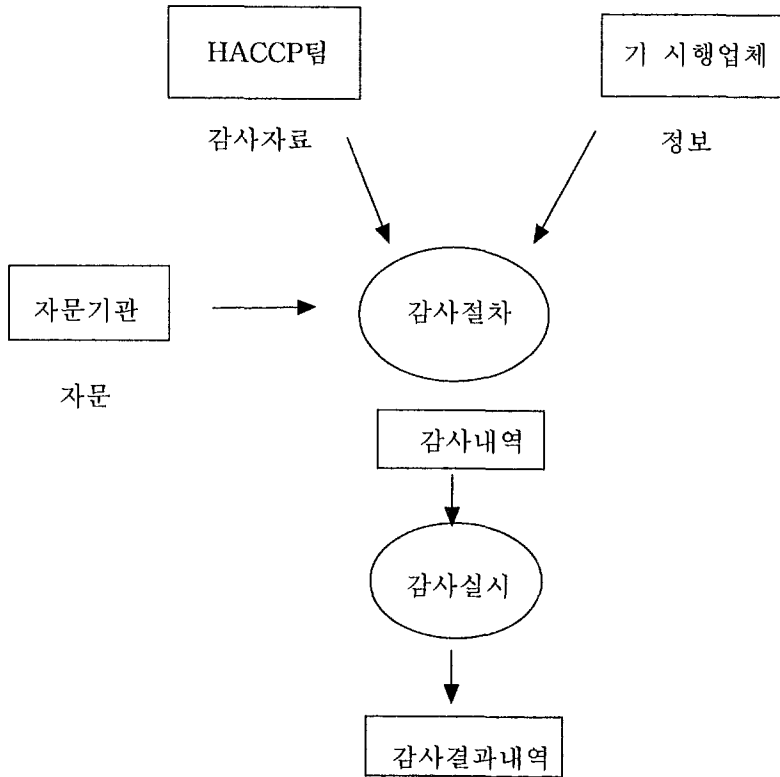 HACCP팀
기 시행업체
감사자료
정보
자문기관
감사절차
자문
감사내역
감사실시
감사결과내역